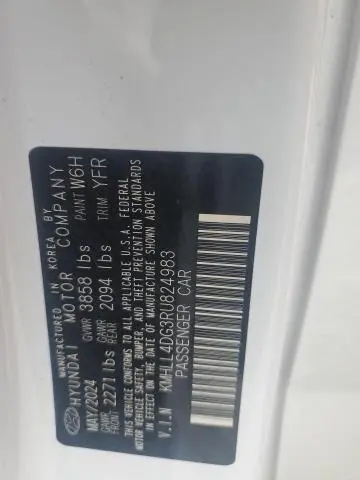 MANUFACTURED IN KOREA BY
HYUNDAI MOTOR COMPANY
MAY/2024 GVWR 3858 lbs PAINT W6H
GAWR FRONT 2271 lbs GAWR REAR 2094 lbs TRIM YFR
THIS VEHICLE CONFORMS TO ALL APPLICABLE U.S.A. FEDERAL
MOTOR VEHICLE SAFETY, BUMPER, AND THEFT PREVENTION STANDARDS
IN EFFECT ON THE DATE OF MANUFACTURE SHOWN ABOVE
V.I.N KMHLL4DG3RU824983
PASSENGER CAR